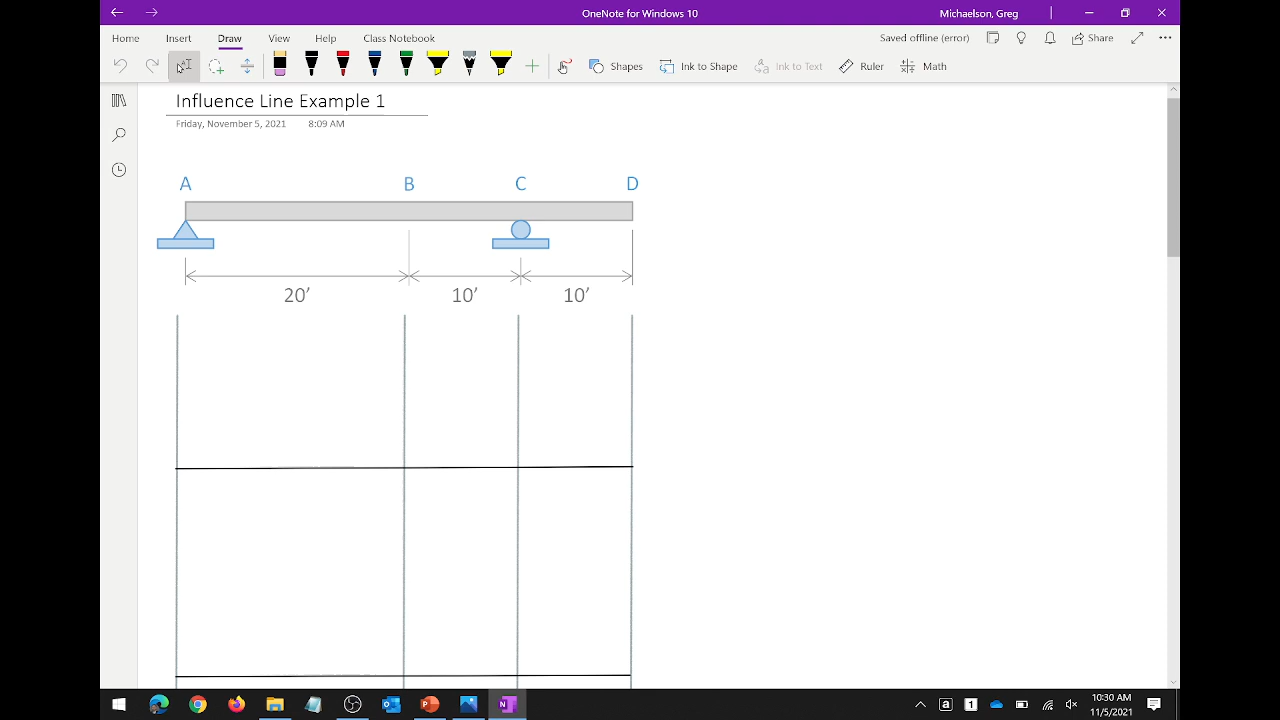 OneNote for Windows 10
Michaelson, Greg
Home Insert Draw View Help Class Notebook
Saved offline (error) Share
Shapes Ink to Shape Ink to Text Ruler Math
Influence Line Example 1
Friday, November 5, 2021 8:09 AM
A B C D
20’ 10’ 10’
10:30 AM
11/5/2021